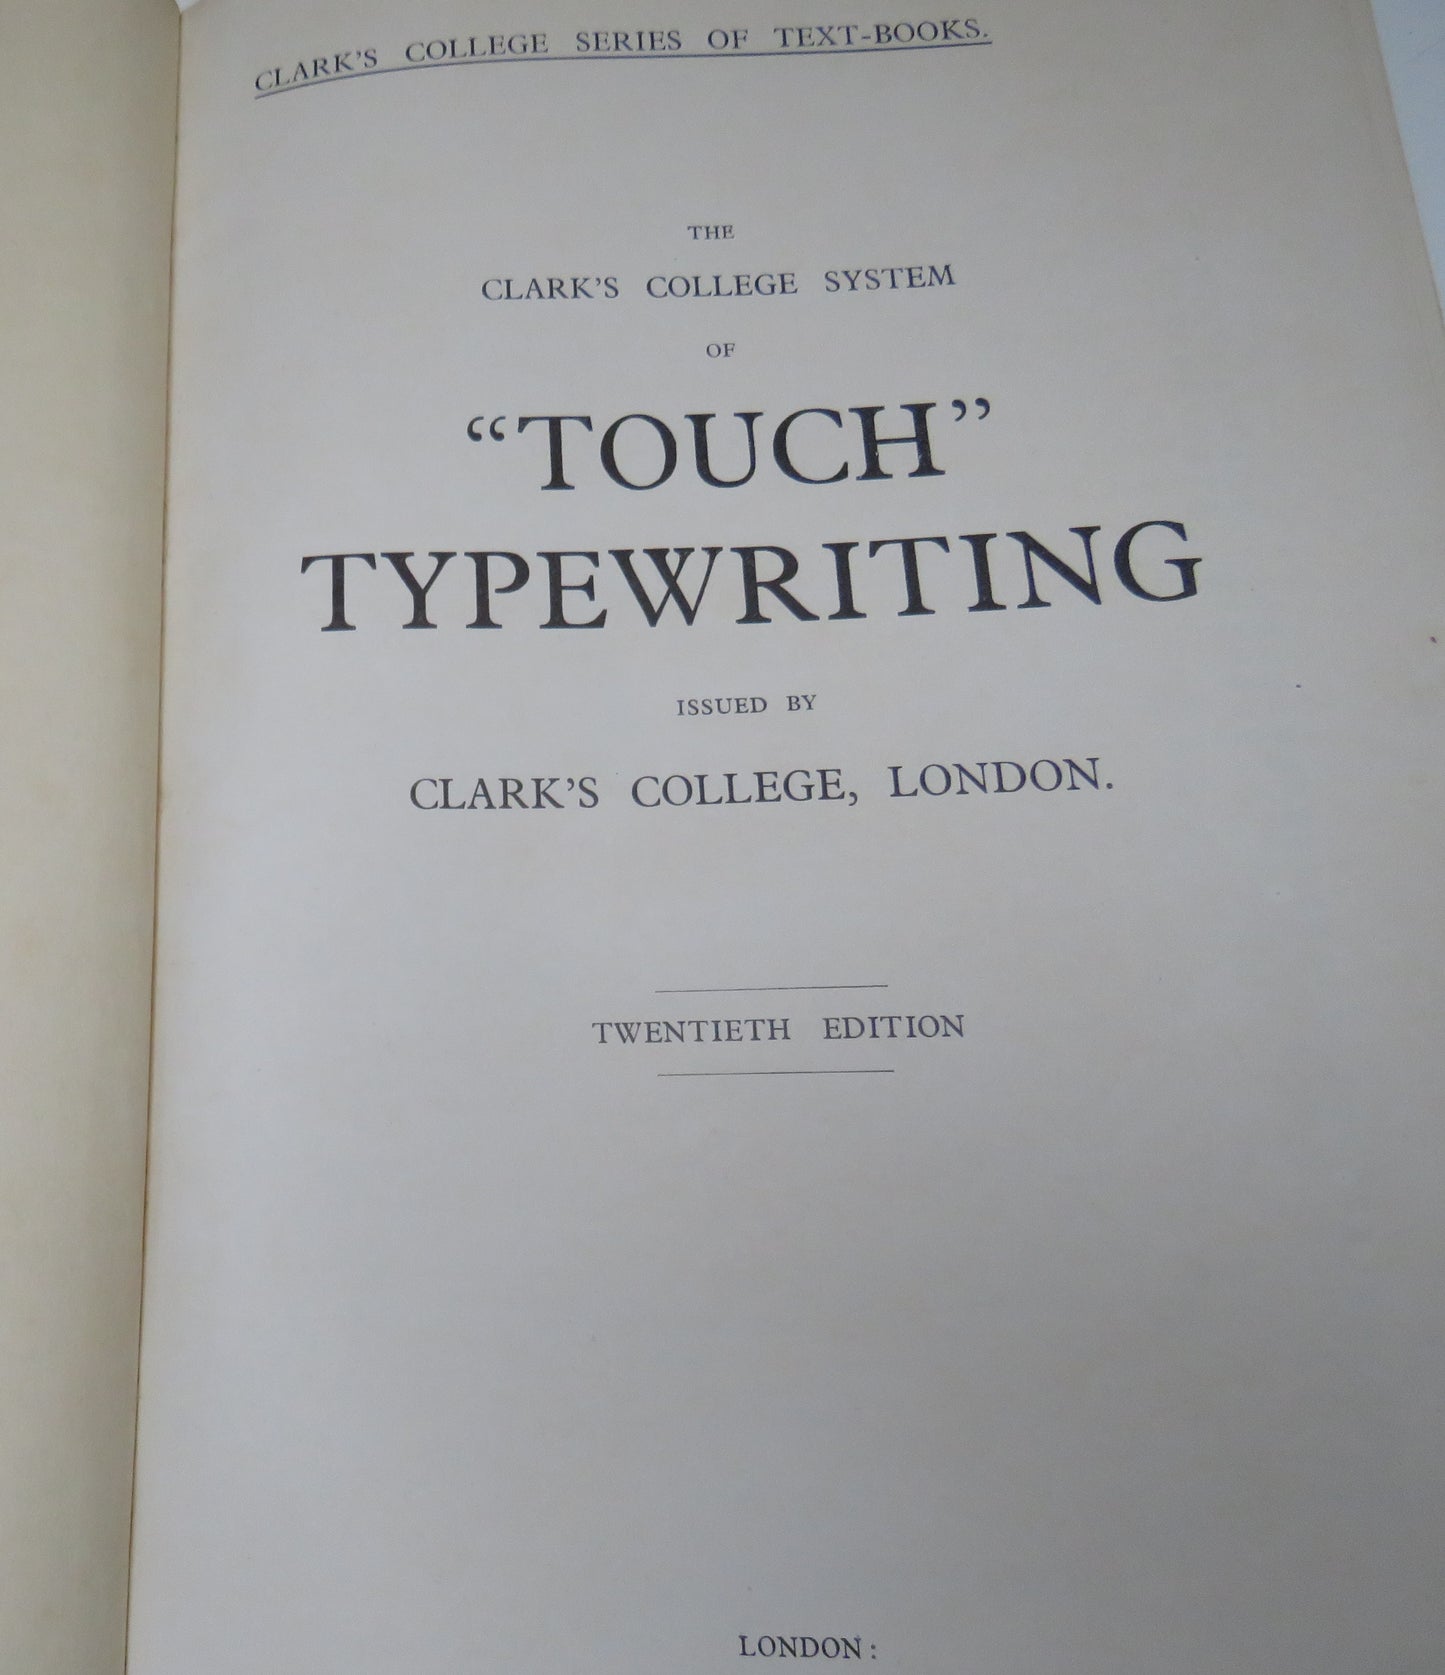 CLARK'S COLLEGE SERIES OF TEXT-BOOKS.
THE
CLARK'S COLLEGE SYSTEM
OF
“TOUCH”
TYPEWRITING
ISSUED BY
CLARK'S COLLEGE, LONDON.
TWENTIETH EDITION
LONDON: